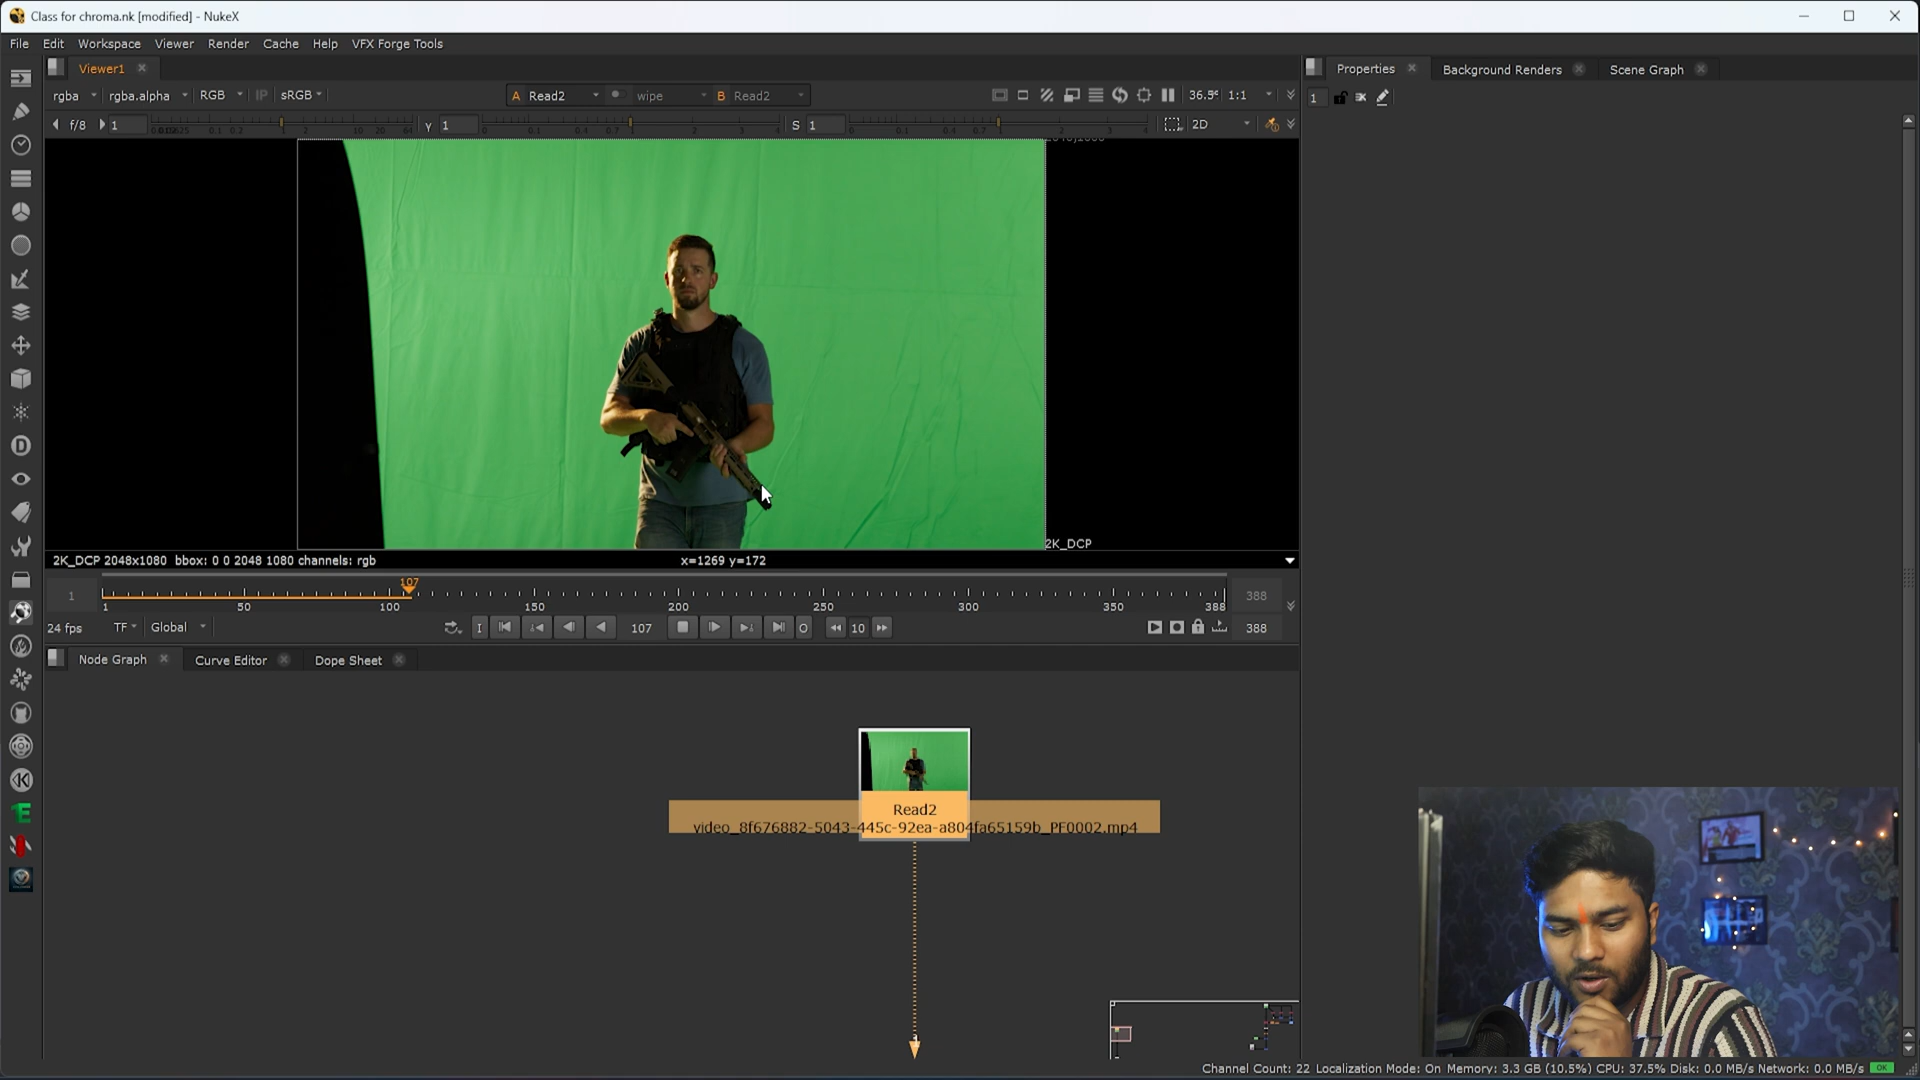 Class for chroma.nk [modified] - NukeX
File Edit Workspace Viewer Render Cache Help VFX Forge Tools
Viewer1
Properties Background Renders Scene Graph
rgba rgba.alpha RGB IP sRGB A Read2 wipe B Read2 1:1
1
f/8 1 Y 1 S 1 2D
2K_DCP
2K_DCP 2048x1080 bbox: 0 0 2048 1080 channels: rgb x=1269 y=172
107
1 388
1 50 100 150 200 250 300 350 388
24 fps TF Global I 107 O 10 388
Node Graph Curve Editor Dope Sheet
Read2
video_8f676882-5043-445c-92ea-a804fa65159b_PF0002.mp4
Channel Count: 22 Localization Mode: On Memory: 3.3 GB (10.5%) CPU: 37.5% Disk: 0.0 MB/s Network: 0.0 MB/s OK